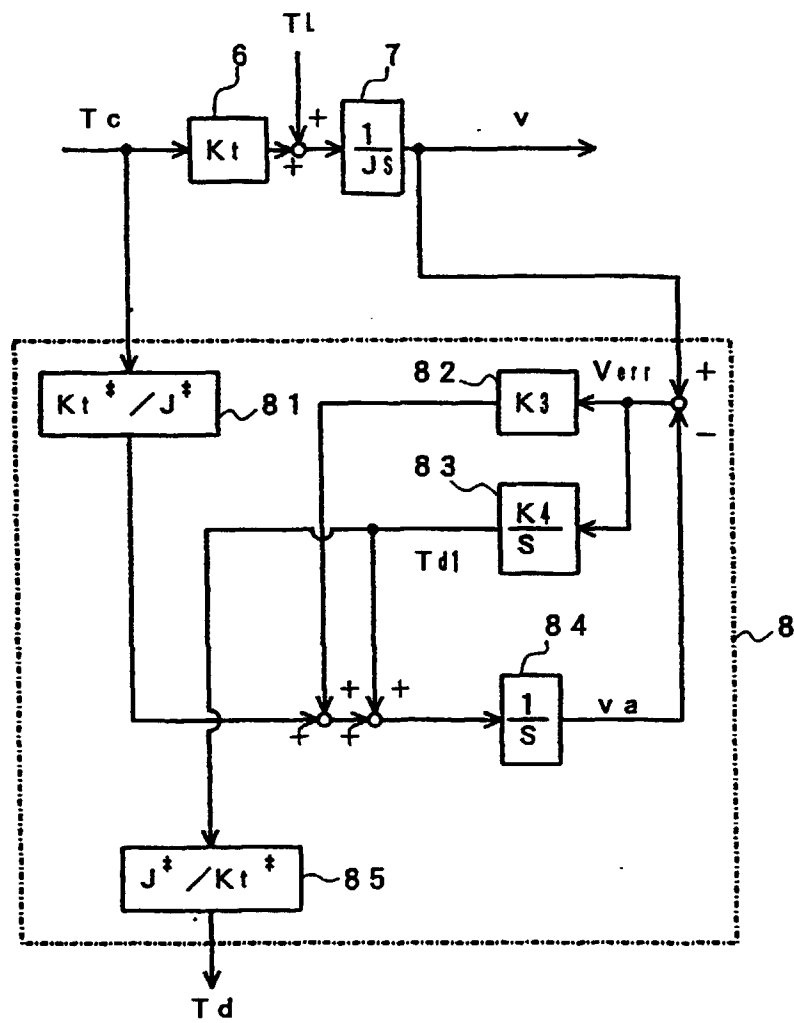 Tl
6
7
+
Tc
Kt
+
1
JS
v
Kt* / J*
81
82
K3
Verr
+
-
83
K4
S
Td1
8
84
+
+
+
+
1
S
va
J* / Kt*
85
Td